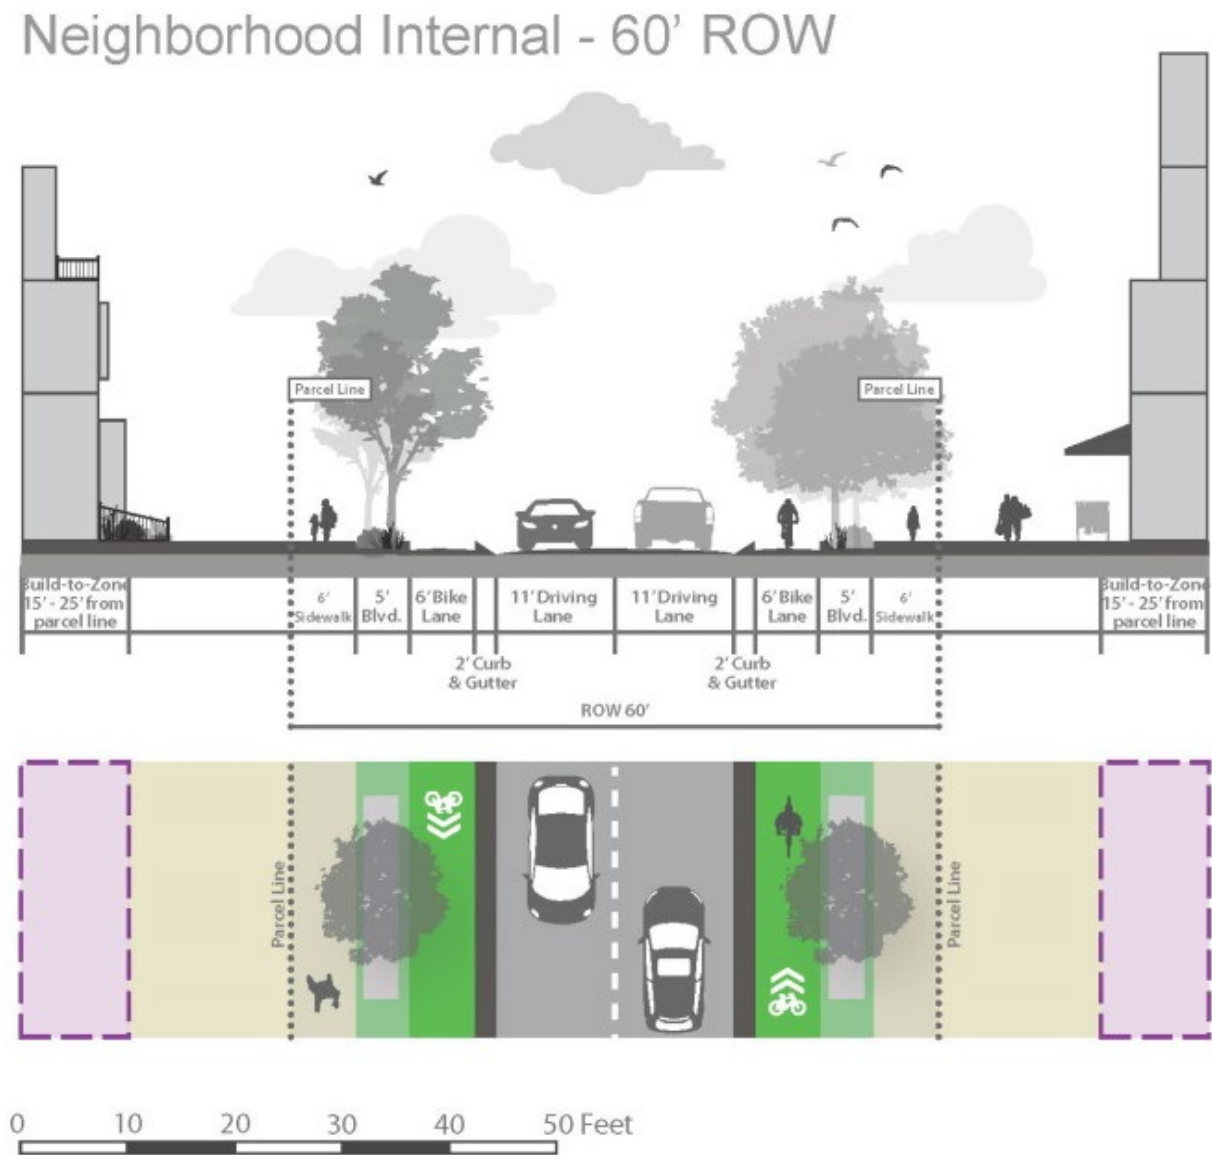 Neighborhood Internal - 60' ROW
Parcel Line
Parcel Line
Build-to-Zone
15' - 25' from
parcel line
6'
Sidewalk
5'
Blvd.
6' Bike
Lane
11' Driving
Lane
11' Driving
Lane
6' Bike
Lane
5'
Blvd.
6'
Sidewalk
Build-to-Zone
15' - 25' from
parcel line
2' Curb
& Gutter
2' Curb
& Gutter
ROW 60'
Parcel Line
Parcel Line
0 10 20 30 40 50 Feet